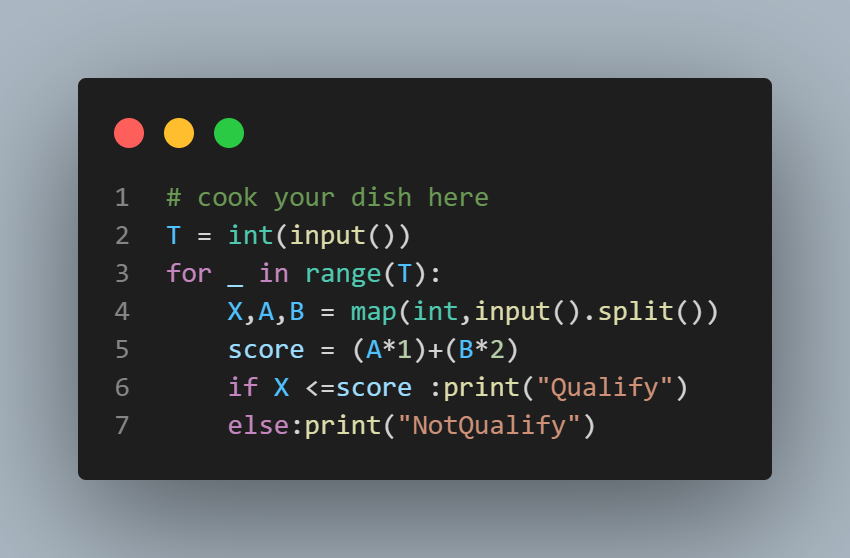 1 # cook your dish here
2 T = int(input())
3 for _ in range(T):
4     X,A,B = map(int,input().split())
5     score = (A*1)+(B*2)
6     if X <=score :print("Qualify")
7     else:print("NotQualify")